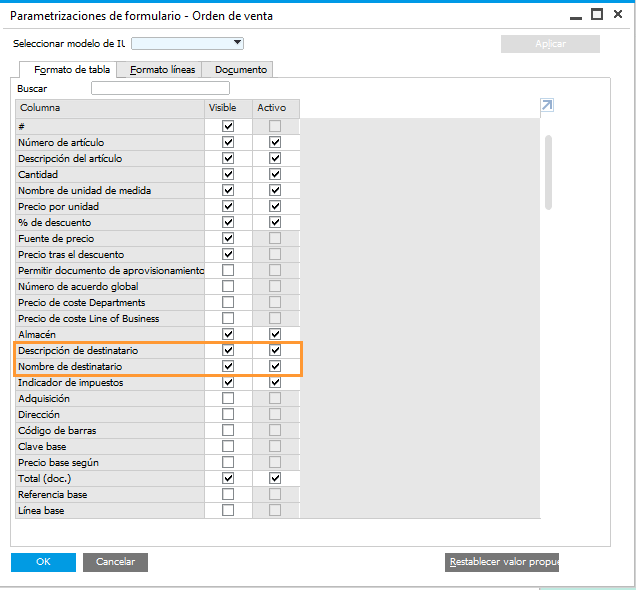 Parametrizaciones de formulario - Orden de venta
Seleccionar modelo de IU
Aplicar
Formato de tabla
Formato líneas
Documento
Buscar
Columna Visible Activo
#
Número de artículo
Descripción del artículo
Cantidad
Nombre de unidad de medida
Precio por unidad
% de descuento
Fuente de precio
Precio tras el descuento
Permitir documento de aprovisionamiento
Número de acuerdo global
Precio de coste Departments
Precio de coste Line of Business
Almacén
Descripción de destinatario
Nombre de destinatario
Indicador de impuestos
Adquisición
Dirección
Código de barras
Clave base
Precio base según
Total (doc.)
Referencia base
Línea base
OK
Cancelar
Restablecer valor propue